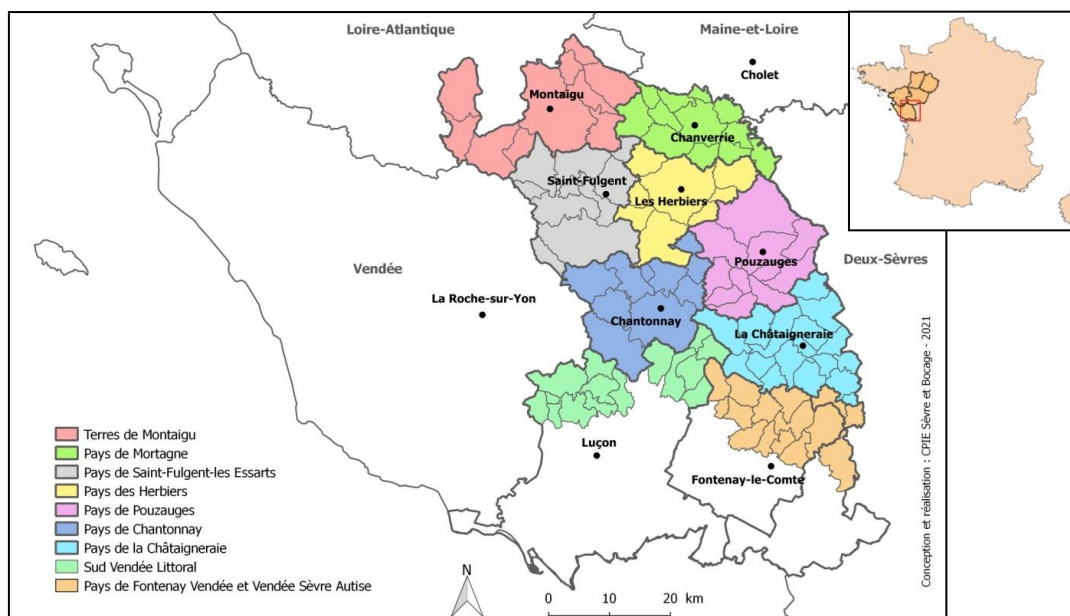 Loire-Atlantique
Maine-et-Loire
Cholet
Montaigu
Chanverrie
Saint-Fulgent
Les Herbiers
Vendée
Pouzauges
Deux-Sèvres
La Roche-sur-Yon
Chantonnay
La Châtaigneraie
Luçon
Fontenay-le-Comte
Terres de Montaigu
Pays de Mortagne
Pays de Saint-Fulgent-les Essarts
Pays des Herbiers
Pays de Pouzauges
Pays de Chantonnay
Pays de la Châtaigneraie
Sud Vendée Littoral
Pays de Fontenay Vendée et Vendée Sèvre Autise
N
0 10 20 km
Conception et réalisation : CPIE Sèvre et Bocage - 2021